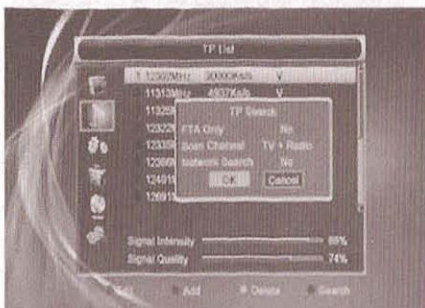 TP List
1 12302MHz 30000Ks/b V
11313MHz 4937Ks/b V
TP Search
FTA Only No
Scan Channel TV + Radio
Network Search No
OK Cancel
Signal Intensity
Signal Quality 74%
Edit Add Delete Search